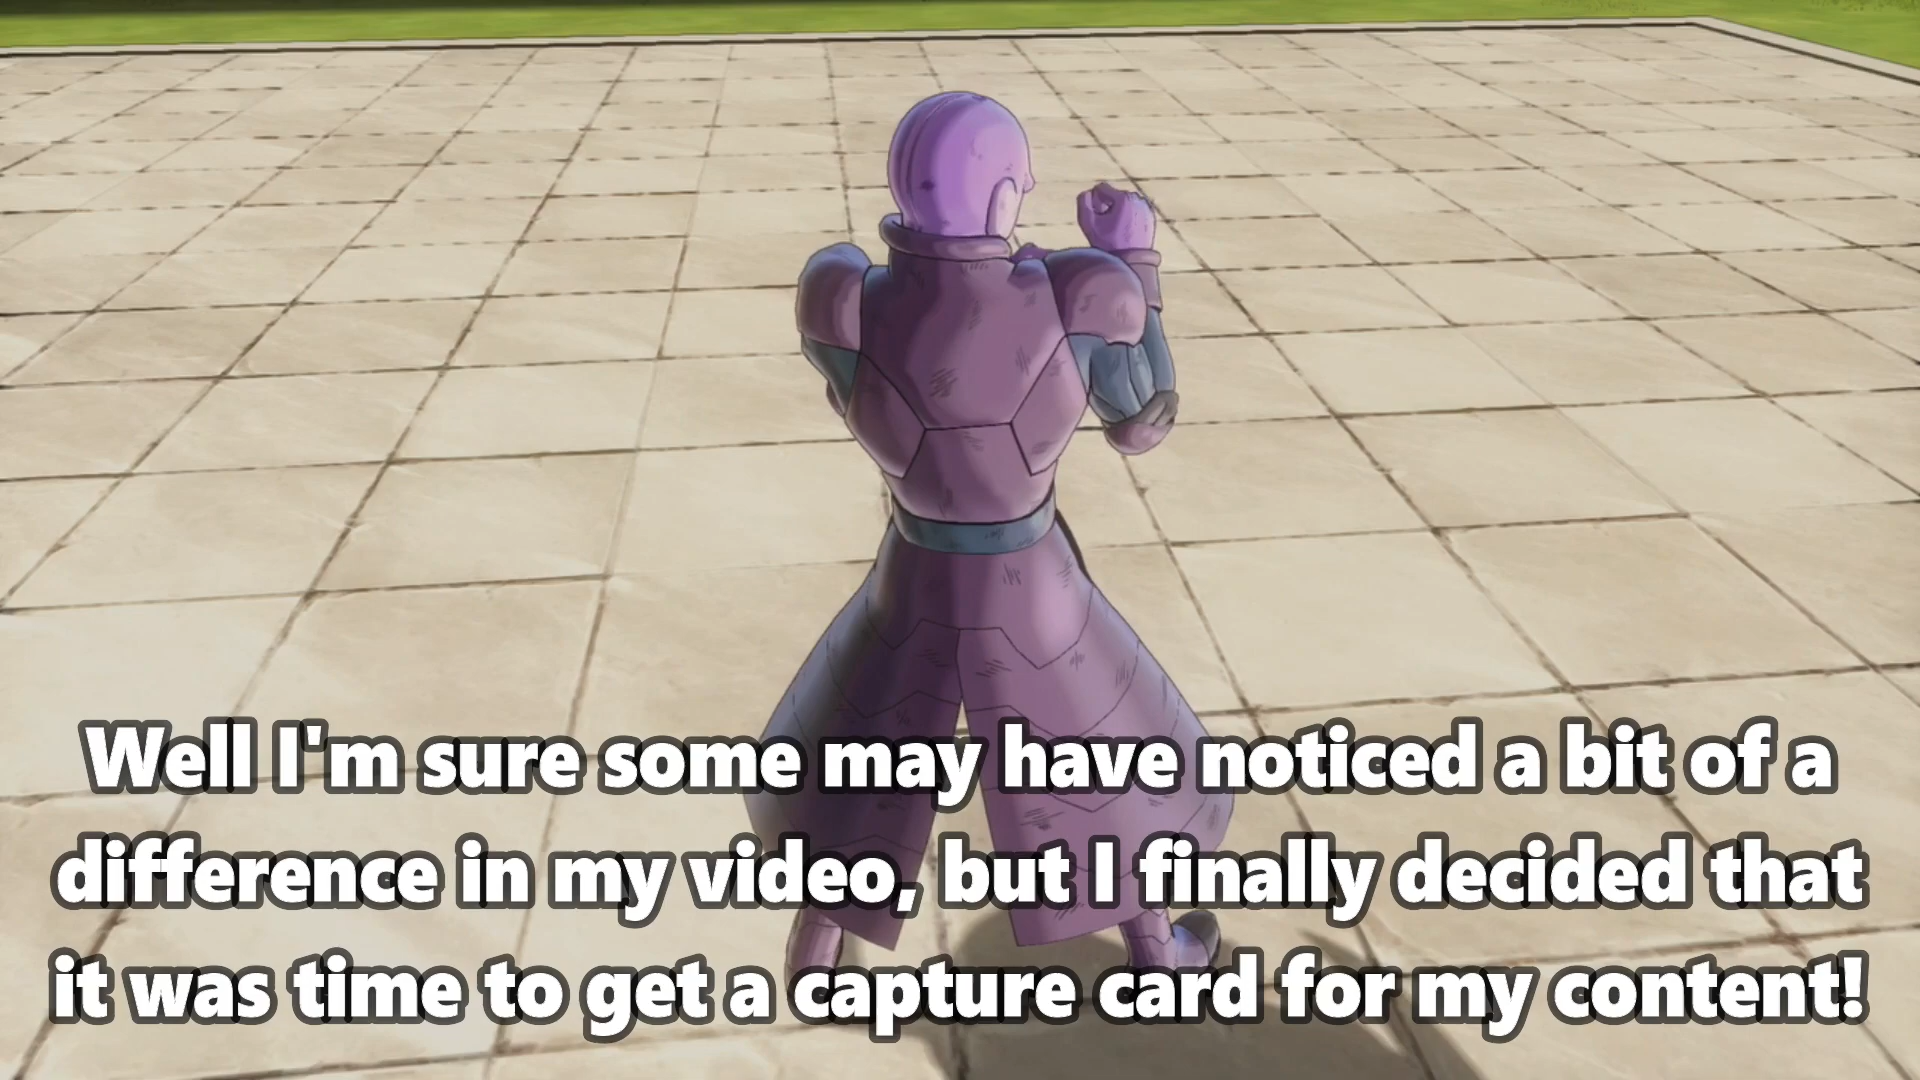 Well I'm sure some may have noticed a bit of a
difference in my video, but I finally decided that
it was time to get a capture card for my content!